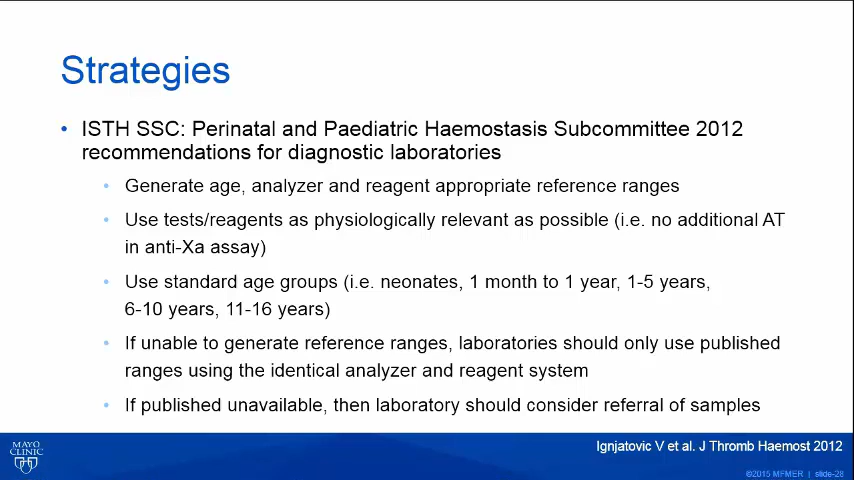 Strategies
• ISTH SSC: Perinatal and Paediatric Haemostasis Subcommittee 2012
recommendations for diagnostic laboratories
• Generate age, analyzer and reagent appropriate reference ranges
• Use tests/reagents as physiologically relevant as possible (i.e. no additional AT
in anti-Xa assay)
• Use standard age groups (i.e. neonates, 1 month to 1 year, 1-5 years,
6-10 years, 11-16 years)
• If unable to generate reference ranges, laboratories should only use published
ranges using the identical analyzer and reagent system
• If published unavailable, then laboratory should consider referral of samples
Ignjatovic V et al. J Thromb Haemost 2012
MAYO
CLINIC
©2015 MFMER | slide-28